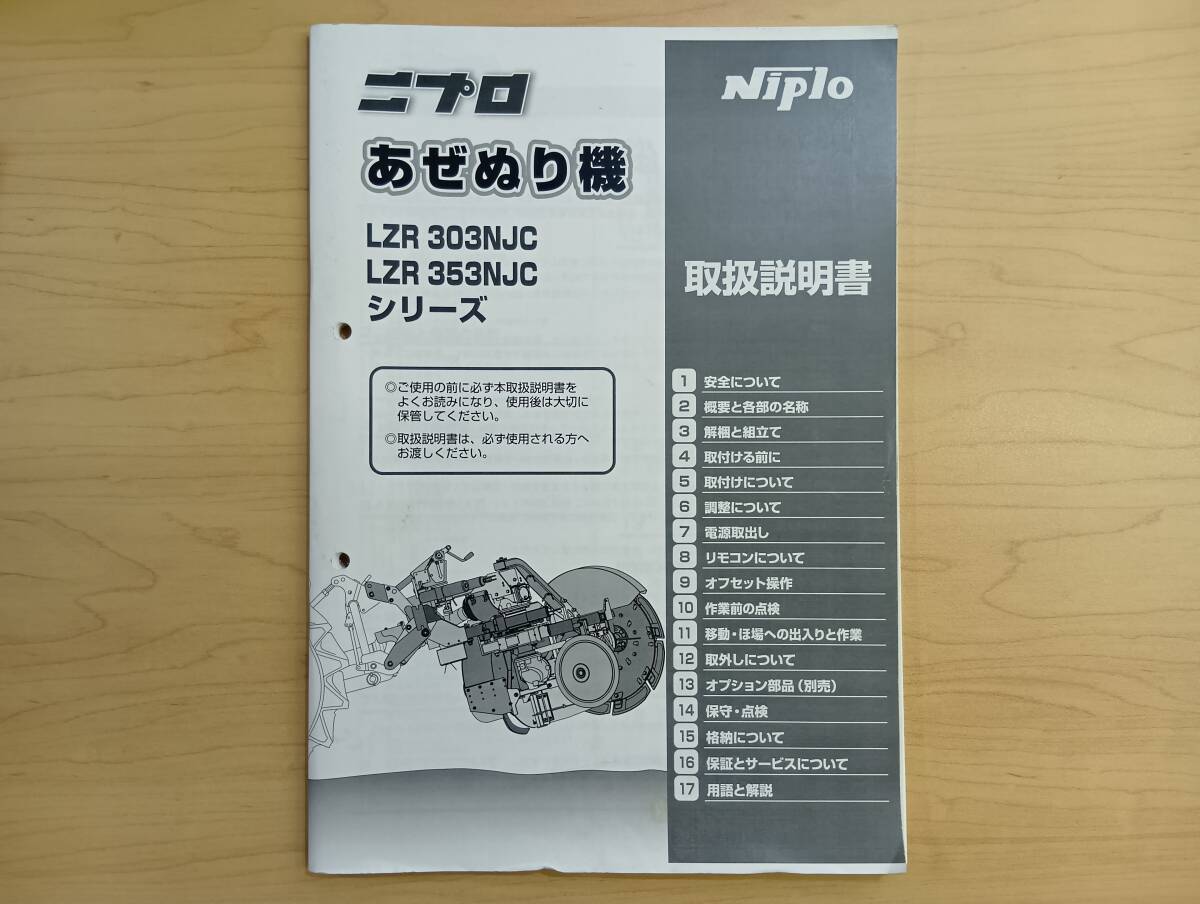 ニプロ
あぜぬり機
LZR 303NJC
LZR 353NJC
シリーズ
◎ご使用の前に必ず本取扱説明書を
よくお読みになり、使用後は大切に
保管してください。
◎取扱説明書は、必ず使用される方へ
お渡しください。
Niplo
取扱説明書
1 安全について
2 概要と各部の名称
3 解梱と組立て
4 取付ける前に
5 取付けについて
6 調整について
7 電源取出し
8 リモコンについて
9 オフセット操作
10 作業前の点検
11 移動・ほ場への出入りと作業
12 取外しについて
13 オプション部品(別売)
14 保守・点検
15 格納について
16 保証とサービスについて
17 用語と解説